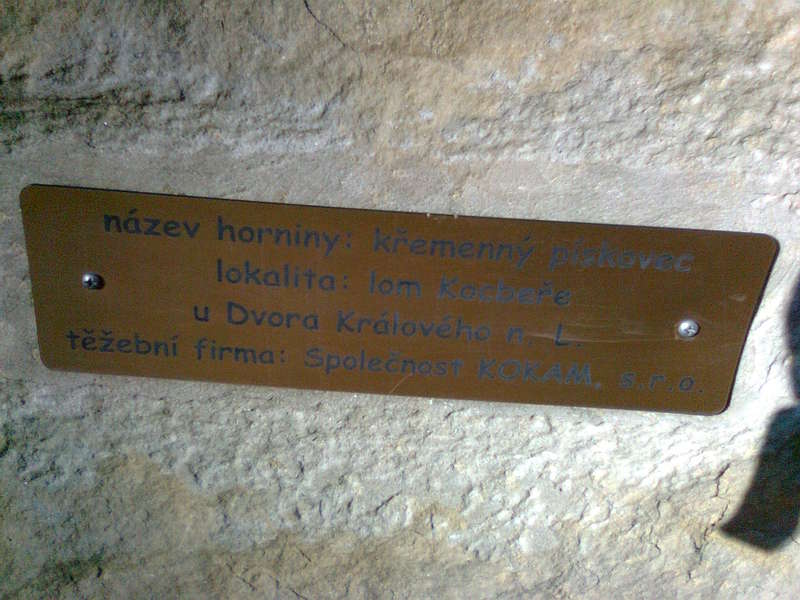 název horniny: křemenný pískovec
lokalita: lom Kocbeře
u Dvora Králového n. L.
těžební firma: Společnost KOKAM, s.r.o.